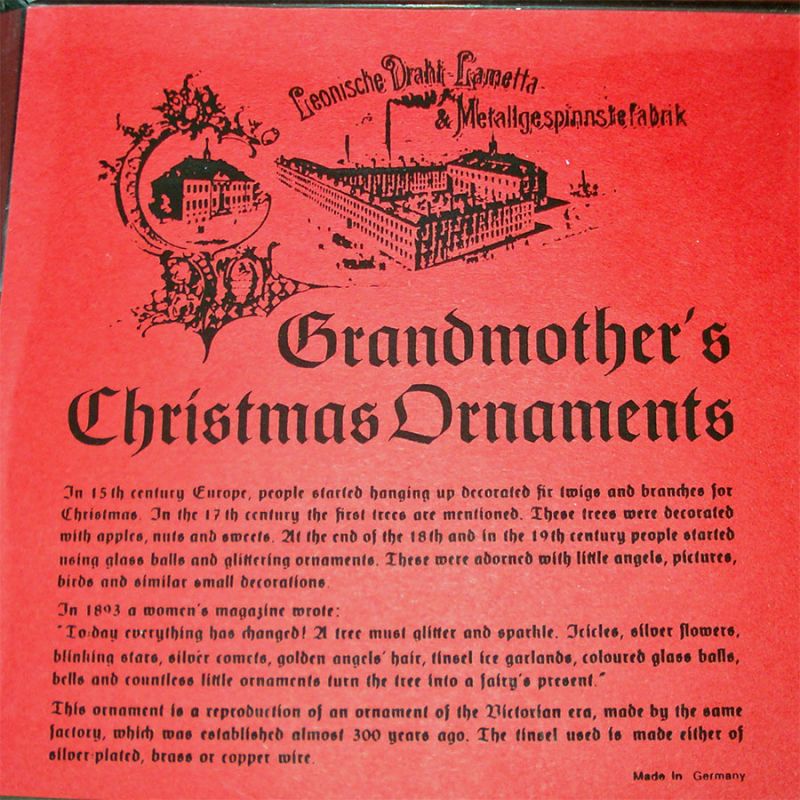 Leonische Draht-Lametta
& Metallgespinnstefabrik
Grandmother's
Christmas Ornaments
In 15th century Europe, people started hanging up decorated fir twigs and branches for
Christmas. In the 17th century the first trees are mentioned. These trees were decorated
with apples, nuts and sweets. At the end of the 18th and in the 19th century people started
using glass balls and glittering ornaments. These were adorned with little angels, pictures,
birds and similar small decorations.
In 1893 a women's magazine wrote:
"To-day everything has changed! A tree must glitter and sparkle. Icicles, silver flowers,
blinking stars, silver comets, golden angels' hair, tinsel ice garlands, coloured glass balls,
bells and countless little ornaments turn the tree into a fairy's present."
This ornament is a reproduction of an ornament of the Victorian era, made by the same
factory, which was established almost 300 years ago. The tinsel used is made either of
silver-plated, brass or copper wire.
Made in Germany